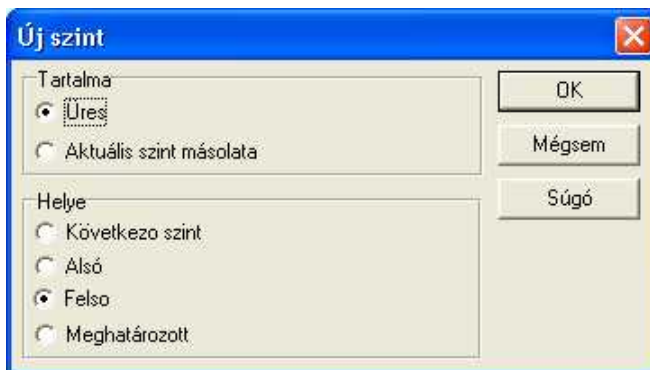 Új szint
Tartalma
Üres
Aktuális szint másolata
Helye
Következo szint
Alsó
Felso
Meghatározott
OK
Mégsem
Súgó